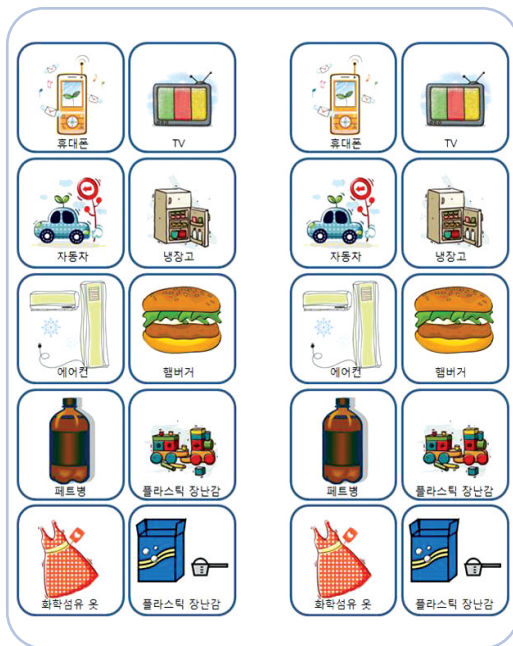 휴대폰
TV
휴대폰
TV
자동자
냉장고
자동자
냉장고
에어컨
햄버거
에어컨
햄버거
페트병
플라스틱 장난감
페트병
플라스틱 장난감
화학섬유 옷
플라스틱 장난감
화학섬유 옷
플라스틱 장난감